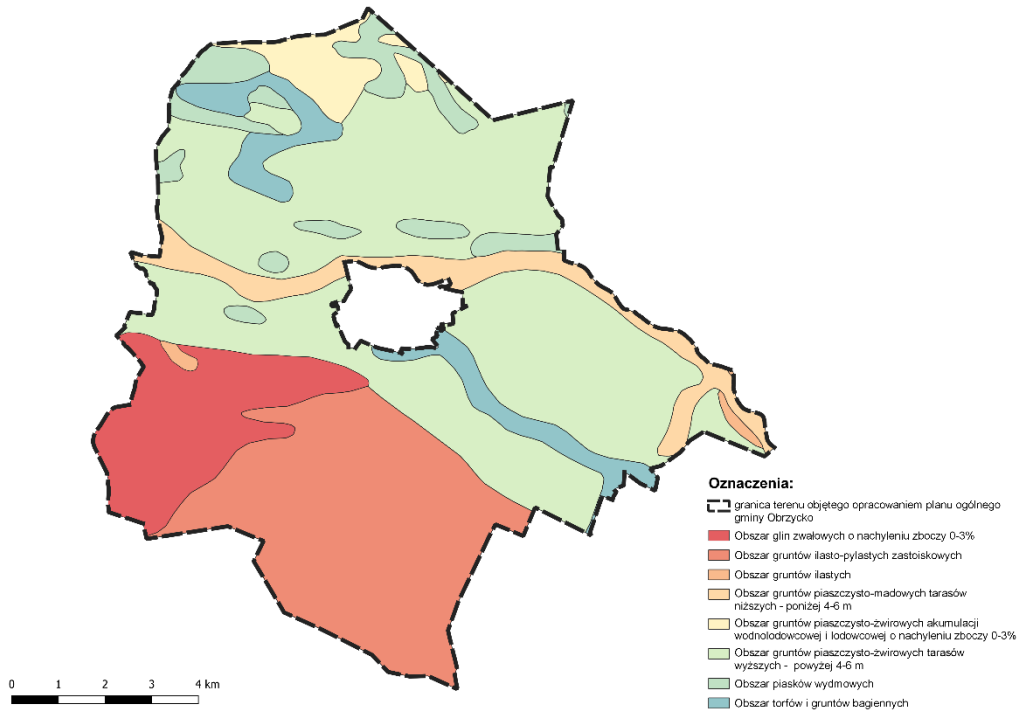 Oznaczenia:
granica terenu objętego opracowaniem planu ogólnego
gminy Obrzycko
Obszar glin zwałowych o nachyleniu zboczy 0-3%
Obszar gruntów ilasto-pylastych zastoiskowych
Obszar gruntów ilastych
Obszar gruntów piaszczysto-madowych tarasów
niższych - poniżej 4-6 m
Obszar gruntów piaszczysto-żwirowych akumulacji
wodnolodowcowej i lodowcowej o nachyleniu zboczy 0-3%
Obszar gruntów piaszczysto-żwirowych tarasów
wyższych - powyżej 4-6 m
Obszar piasków wydmowych
Obszar torfów i gruntów bagiennych
0 1 2 3 4 km